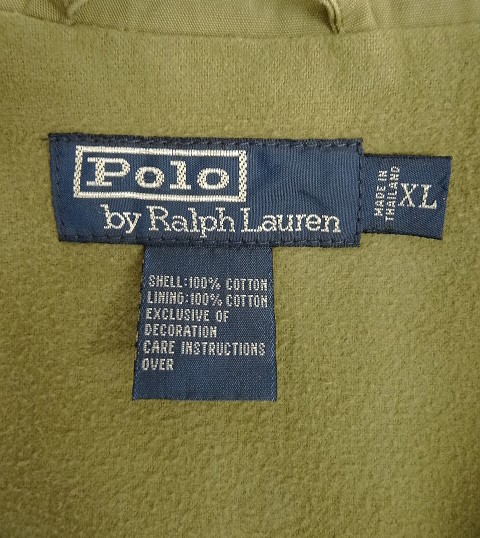 Polo
by Ralph Lauren
MADE IN
THAILAND
XL
SHELL:100% COTTON
LINING:100% COTTON
EXCLUSIVE OF
DECORATION
CARE INSTRUCTIONS
OVER